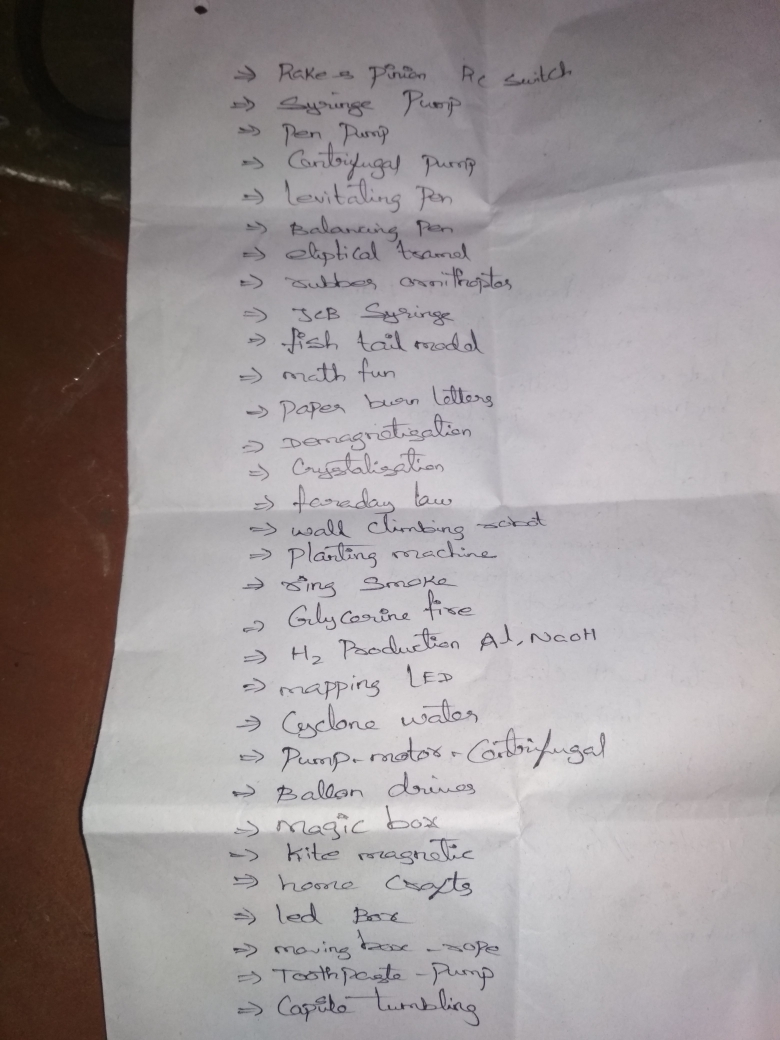 ⇒ Rake & Pinion Rc switch
⇒ Syringe Pump
⇒ Pen Pump
⇒ Centrifugal Pump
⇒ Levitating Pen
⇒ Balancing Pen
⇒ eliptical tramel
⇒ rubber ornithopter
⇒ JCB Syringe
⇒ fish tail model
⇒ math fun
⇒ Paper burn letters
⇒ Demagnetisation
⇒ Crystalisation
⇒ faraday law
⇒ wall climbing robot
⇒ Planting machine
⇒ ring smoke
⇒ Glycerine fire
⇒ H₂ Production Al, NaOH
⇒ mapping LED
⇒ Cyclone water
⇒ Pump - motor - Centrifugal
⇒ Ballon drives
⇒ magic box
⇒ kite magnetic
⇒ home crafts
⇒ led Box
⇒ moving box - rope
⇒ Toothpaste - Pump
⇒ Capsule tumbling